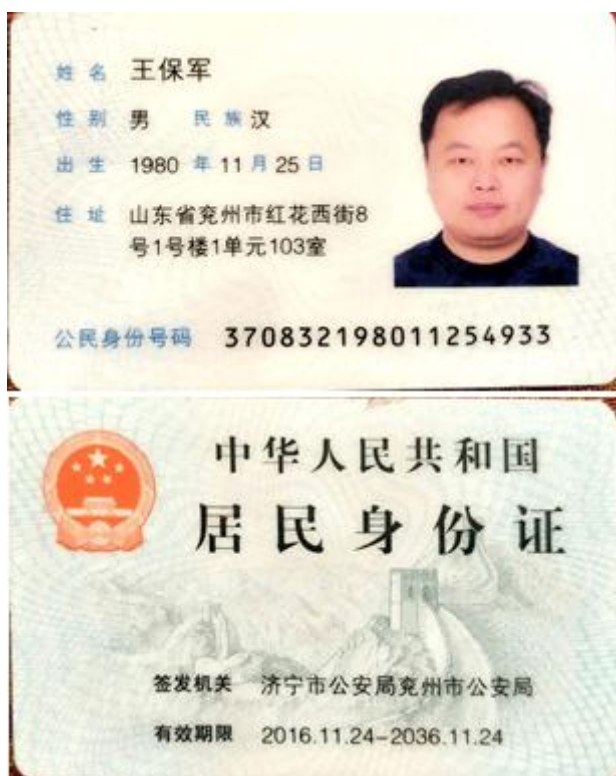 姓名 王保军
性别 男 民族 汉
出生 1980 年 11 月 25 日
住址 山东省兖州市红花西街8
号1号楼1单元103室
公民身份号码 370832198011254933
中华人民共和国
居民身份证
签发机关 济宁市公安局兖州市公安局
有效期限 2016.11.24-2036.11.24